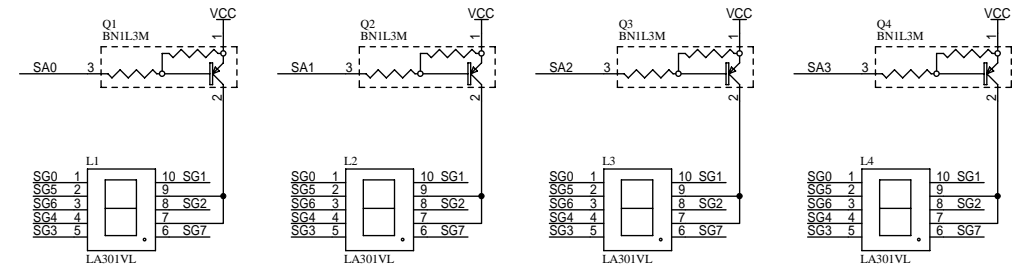 Q1
BN1L3M
VCC
1
SA0
3
2
L1
SG0 1
SG5 2
SG6 3
SG4 4
SG3 5
10 SG1
9
8 SG2
7
6 SG7
LA301VL
Q2
BN1L3M
VCC
1
SA1
3
2
L2
SG0 1
SG5 2
SG6 3
SG4 4
SG3 5
10 SG1
9
8 SG2
7
6 SG7
LA301VL
Q3
BN1L3M
VCC
1
SA2
3
2
L3
SG0 1
SG5 2
SG6 3
SG4 4
SG3 5
10 SG1
9
8 SG2
7
6 SG7
LA301VL
Q4
BN1L3M
VCC
1
SA3
3
2
L4
SG0 1
SG5 2
SG6 3
SG4 4
SG3 5
10 SG1
9
8 SG2
7
6 SG7
LA301VL